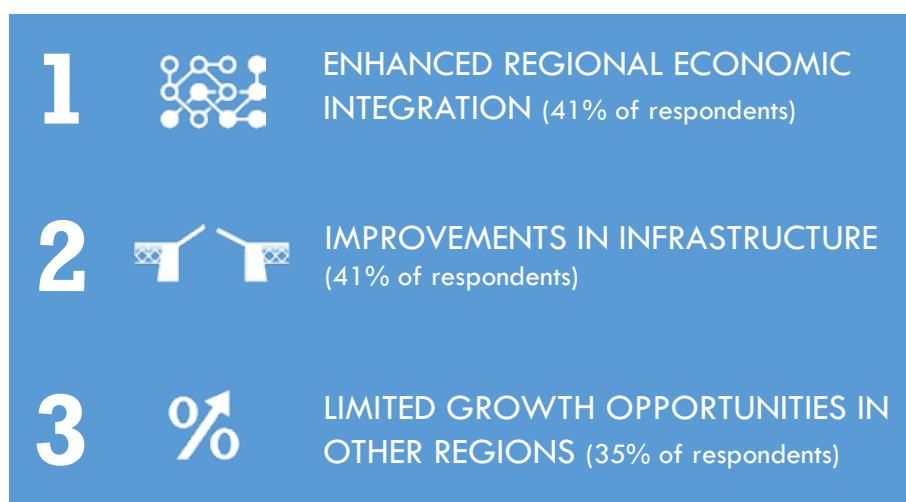 1
ENHANCED REGIONAL ECONOMIC
INTEGRATION (41% of respondents)
2
IMPROVEMENTS IN INFRASTRUCTURE
(41% of respondents)
3
%
LIMITED GROWTH OPPORTUNITIES IN
OTHER REGIONS (35% of respondents)